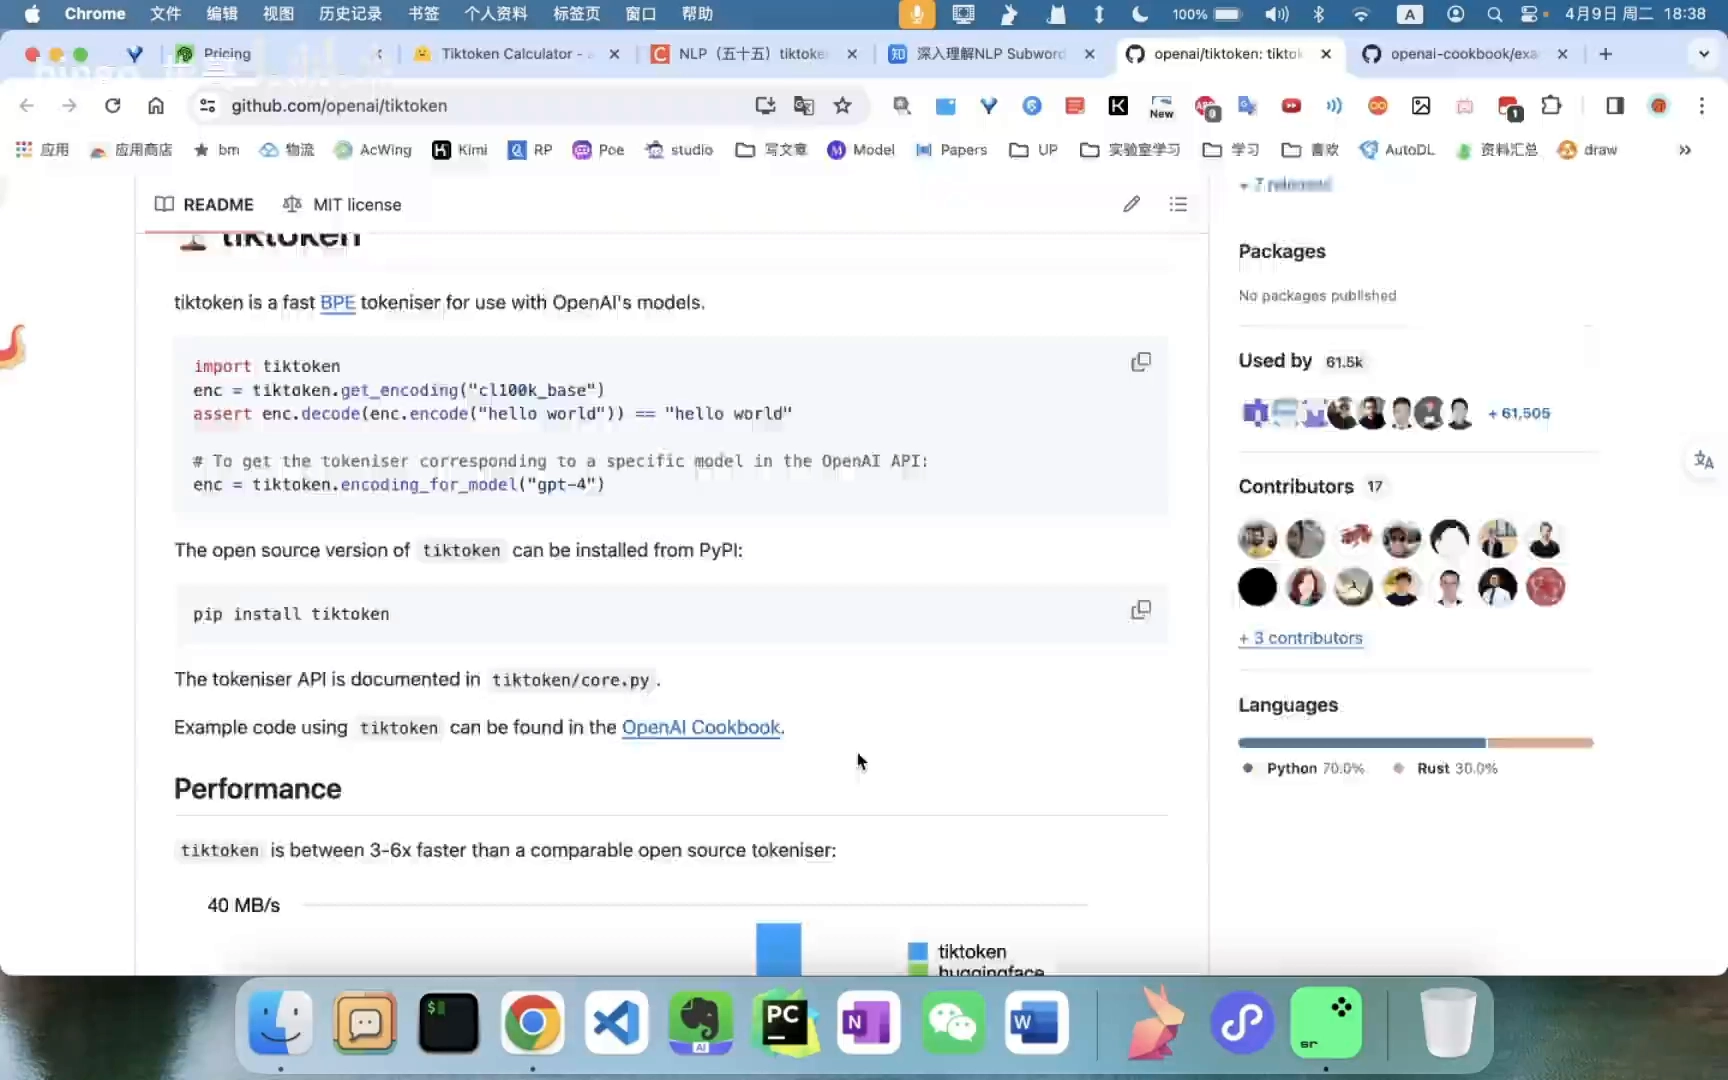 Chrome 文件 编辑 视图 历史记录 书签 个人资料 标签页 窗口 帮助 100% A 4月9日 周二 18:38
Pricing Tiktoken Calculator - a NLP（五十五）tiktoke 深入理解NLP Subword openai/tiktoken: tiktok openai-cookbook/exa
github.com/openai/tiktoken New
应用 应用商店 bm 物流 AcWing Kimi RP Poe studio 写文章 Model Papers UP 实验室学习 学习 喜欢 AutoDL 资料汇总 draw
README MIT license
tiktoken
tiktoken is a fast BPE tokeniser for use with OpenAI's models.
import tiktoken
enc = tiktoken.get_encoding("cl100k_base")
assert enc.decode(enc.encode("hello world")) == "hello world"
# To get the tokeniser corresponding to a specific model in the OpenAI API:
enc = tiktoken.encoding_for_model("gpt-4")
The open source version of tiktoken can be installed from PyPI:
pip install tiktoken
The tokeniser API is documented in tiktoken/core.py .
Example code using tiktoken can be found in the OpenAI Cookbook.
Performance
tiktoken is between 3-6x faster than a comparable open source tokeniser:
40 MB/s
tiktoken
huggingface
Packages
No packages published
Used by 61.5k
+ 61,505
Contributors 17
+ 3 contributors
Languages
Python 70.0% Rust 30.0%